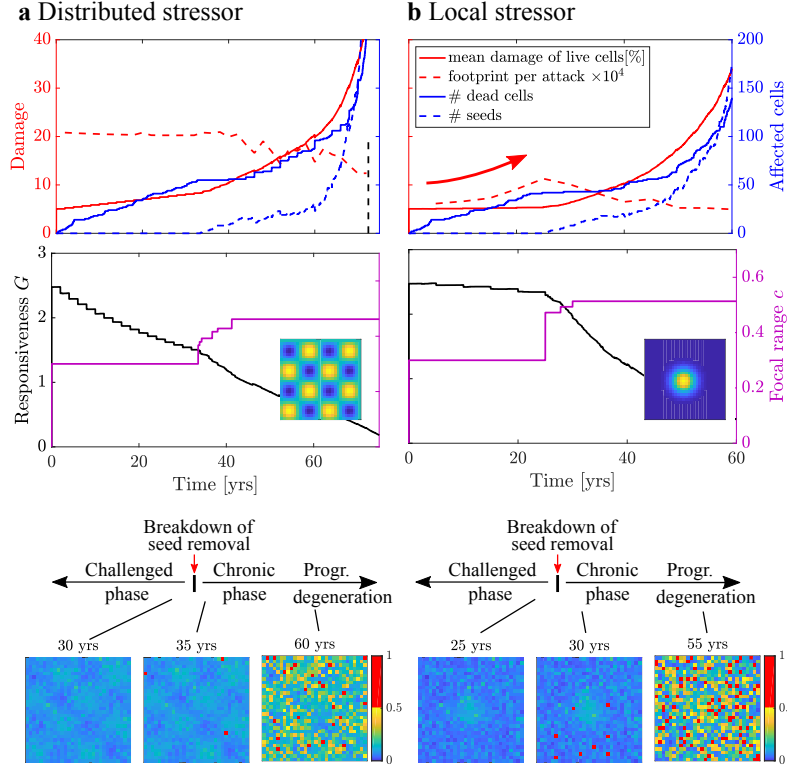 a Distributed stressor
b Local stressor
40
30
20
10
0
Damage
mean damage of live cells[%]
footprint per attack ×10⁴
# dead cells
# seeds
200
150
100
50
0
Affected cells
3
2
1
0
Responsiveness G
0 20 40 60
Time [yrs]
0 20 40 60
Time [yrs]
0.6
0.4
0.2
0
Focal range c
Breakdown of
seed removal
Challenged
phase
Chronic
phase
Progr.
degeneration
30 yrs
35 yrs
60 yrs
1
0.5
0
Breakdown of
seed removal
Challenged
phase
Chronic
phase
Progr.
degeneration
25 yrs
30 yrs
55 yrs
1
0.5
0